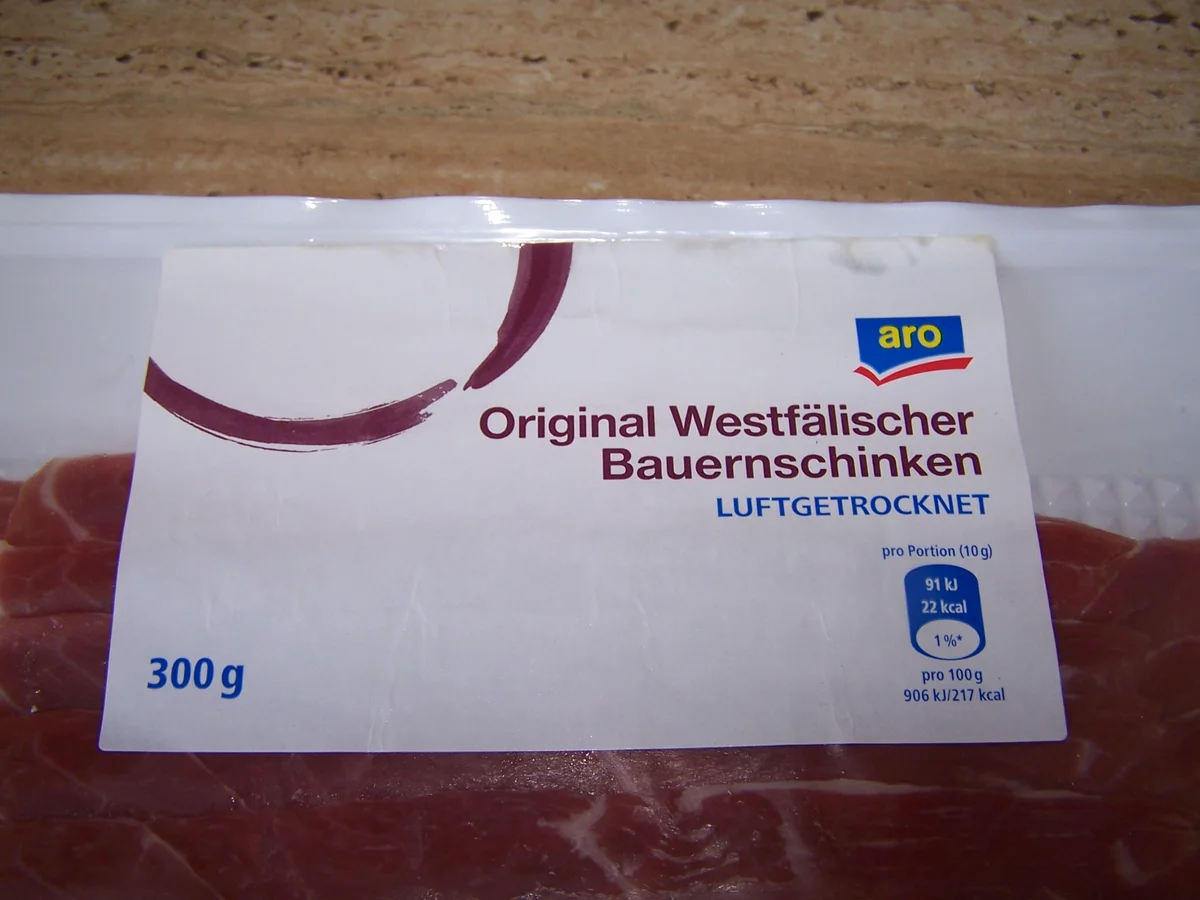 aro
Original Westfälischer
Bauernschinken
LUFTGETROCKNET
pro Portion (10 g)
91 kJ
22 kcal
1 %*
pro 100 g
906 kJ/217 kcal
300 g